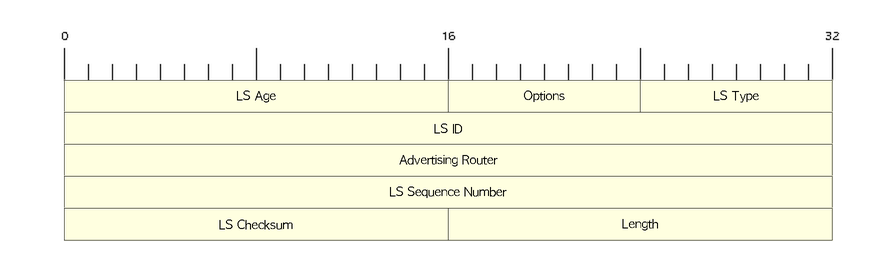 0 16 32
LS Age Options LS Type
LS ID
Advertising Router
LS Sequence Number
LS Checksum Length